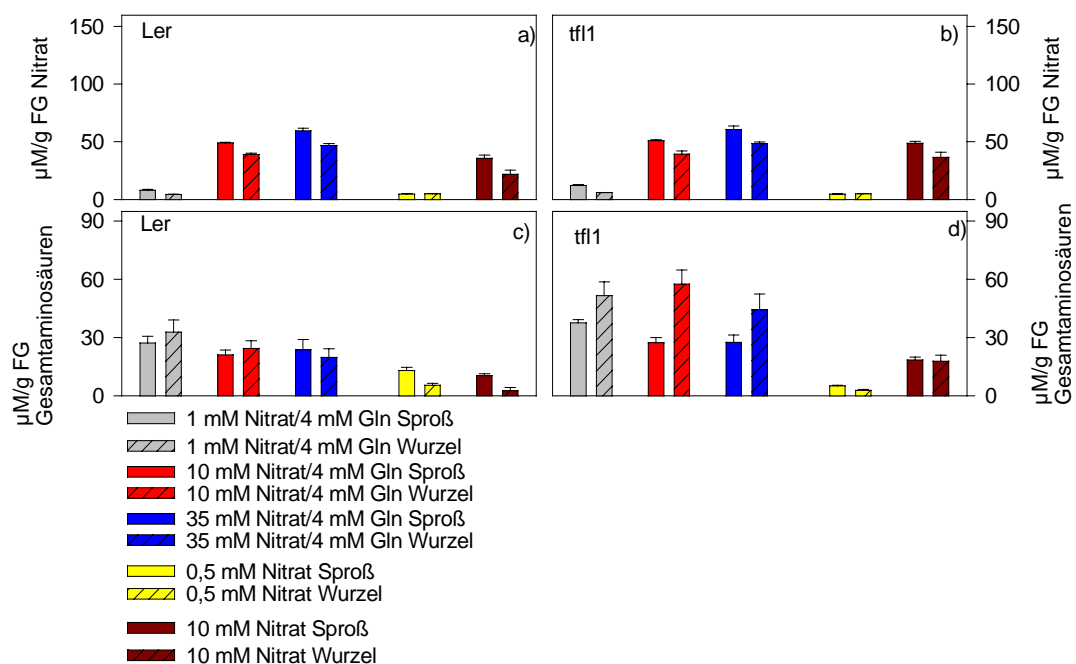 150
100
50
0
µM/g FG Nitrat
Ler
a)
tfl1
b)
150
100
50
0
µM/g FG Nitrat
90
60
30
0
µM/g FG
Gesamtaminosäuren
Ler
c)
tfl1
d)
90
60
30
0
µM/g FG
Gesamtaminosäuren
1 mM Nitrat/4 mM Gln Sproß
1 mM Nitrat/4 mM Gln Wurzel
10 mM Nitrat/4 mM Gln Sproß
10 mM Nitrat/4 mM Gln Wurzel
35 mM Nitrat/4 mM Gln Sproß
35 mM Nitrat/4 mM Gln Wurzel
0,5 mM Nitrat Sproß
0,5 mM Nitrat Wurzel
10 mM Nitrat Sproß
10 mM Nitrat Wurzel